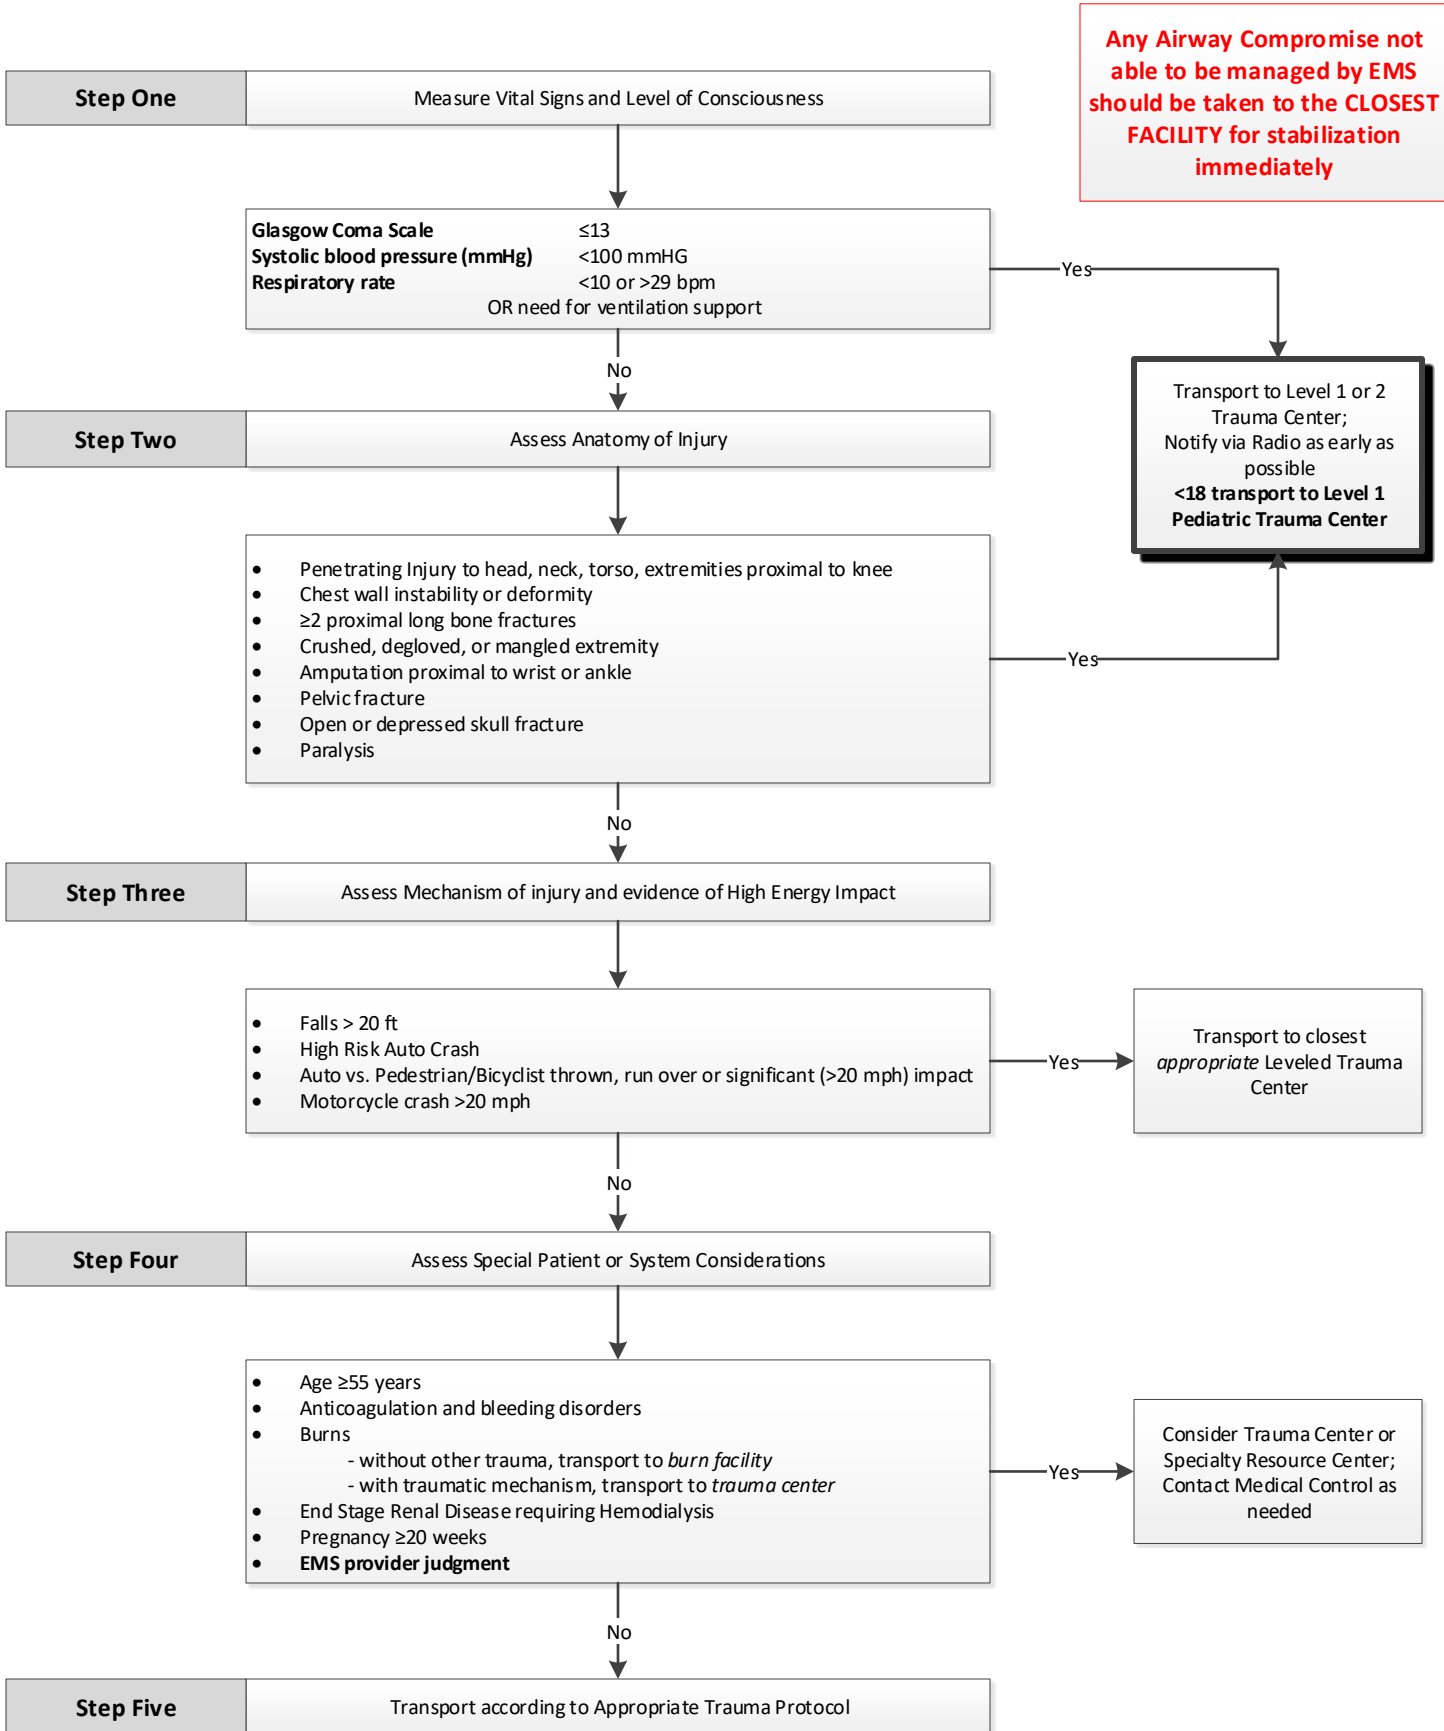 Any Airway Compromise not
able to be managed by EMS
should be taken to the CLOSEST
FACILITY for stabilization
immediately
Step One
Measure Vital Signs and Level of Consciousness
Glasgow Coma Scale ≤13
Systolic blood pressure (mmHg) <100 mmHG
Respiratory rate <10 or >29 bpm
OR need for ventilation support
Yes
No
Transport to Level 1 or 2
Trauma Center;
Notify via Radio as early as
possible
<18 transport to Level 1
Pediatric Trauma Center
Step Two
Assess Anatomy of Injury
• Penetrating Injury to head, neck, torso, extremities proximal to knee
• Chest wall instability or deformity
• ≥2 proximal long bone fractures
• Crushed, degloved, or mangled extremity
• Amputation proximal to wrist or ankle
• Pelvic fracture
• Open or depressed skull fracture
• Paralysis
Yes
No
Step Three
Assess Mechanism of injury and evidence of High Energy Impact
• Falls > 20 ft
• High Risk Auto Crash
• Auto vs. Pedestrian/Bicyclist thrown, run over or significant (>20 mph) impact
• Motorcycle crash >20 mph
Yes
Transport to closest
appropriate Leveled Trauma
Center
No
Step Four
Assess Special Patient or System Considerations
• Age ≥55 years
• Anticoagulation and bleeding disorders
• Burns
- without other trauma, transport to burn facility
- with traumatic mechanism, transport to trauma center
• End Stage Renal Disease requiring Hemodialysis
• Pregnancy ≥20 weeks
• EMS provider judgment
Yes
Consider Trauma Center or
Specialty Resource Center;
Contact Medical Control as
needed
No
Step Five
Transport according to Appropriate Trauma Protocol